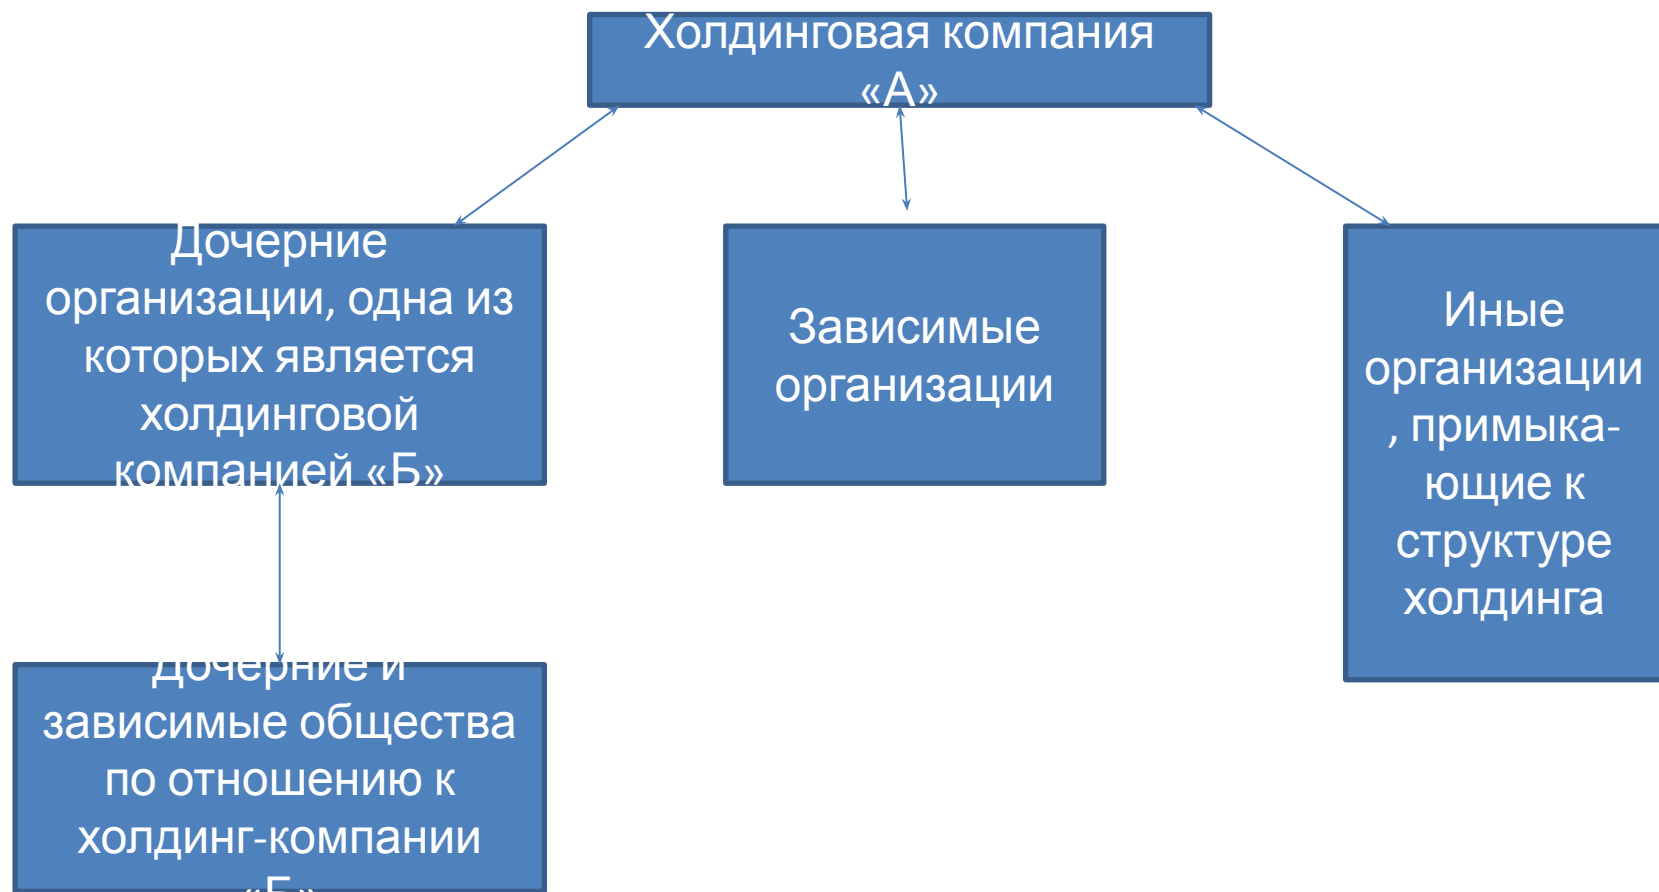 Холдинговая компания
«А»
Дочерние
организации, одна из
которых является
холдинговой
компанией «Б»
Зависимые
организации
Иные
организации
, примыка-
ющие к
структуре
холдинга
Дочерние и
зависимые общества
по отношению к
холдинг-компании
«Б»